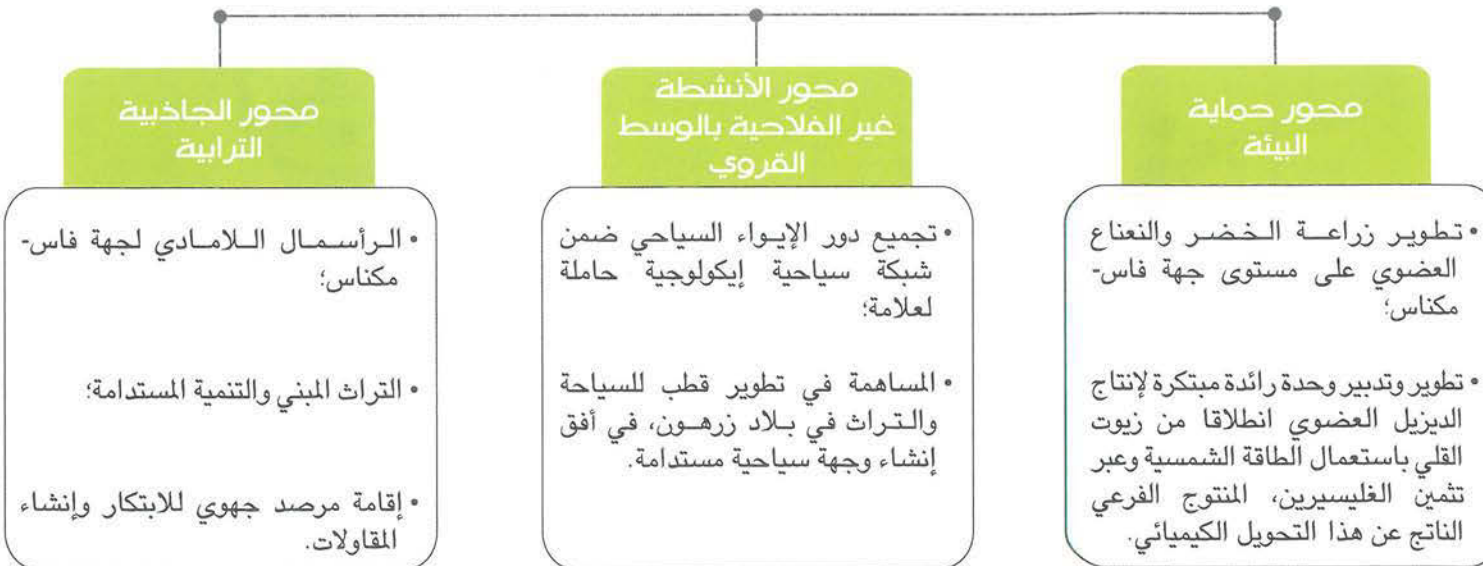 محور حماية
البيئة
• تطوير زراعة الخضر والنعناع
العضوي على مستوى جهة فاس-
مكناس؛
• تطوير وتدبير وحدة رائدة مبتكرة لإنتاج
الديزيل العضوي انطلاقا من زيوت
القلي باستعمال الطاقة الشمسية وعبر
تثمين الغليسيرين، المنتوج الفرعي
الناتج عن هذا التحويل الكيميائي.
محور الأنشطة
غير الفلاحية بالوسط
القروي
• تجميع دور الإيواء السياحي ضمن
شبكة سياحية إيكولوجية حاملة
لعلامة؛
• المساهمة في تطوير قطب للسياحة
والتراث في بلاد زرهون، في أفق
إنشاء وجهة سياحية مستدامة.
محور الجاذبية
الترابية
• الرأسمال اللامادي لجهة فاس-
مكناس؛
• التراث المبني والتنمية المستدامة؛
• إقامة مرصد جهوي للابتكار وإنشاء
المقاولات.